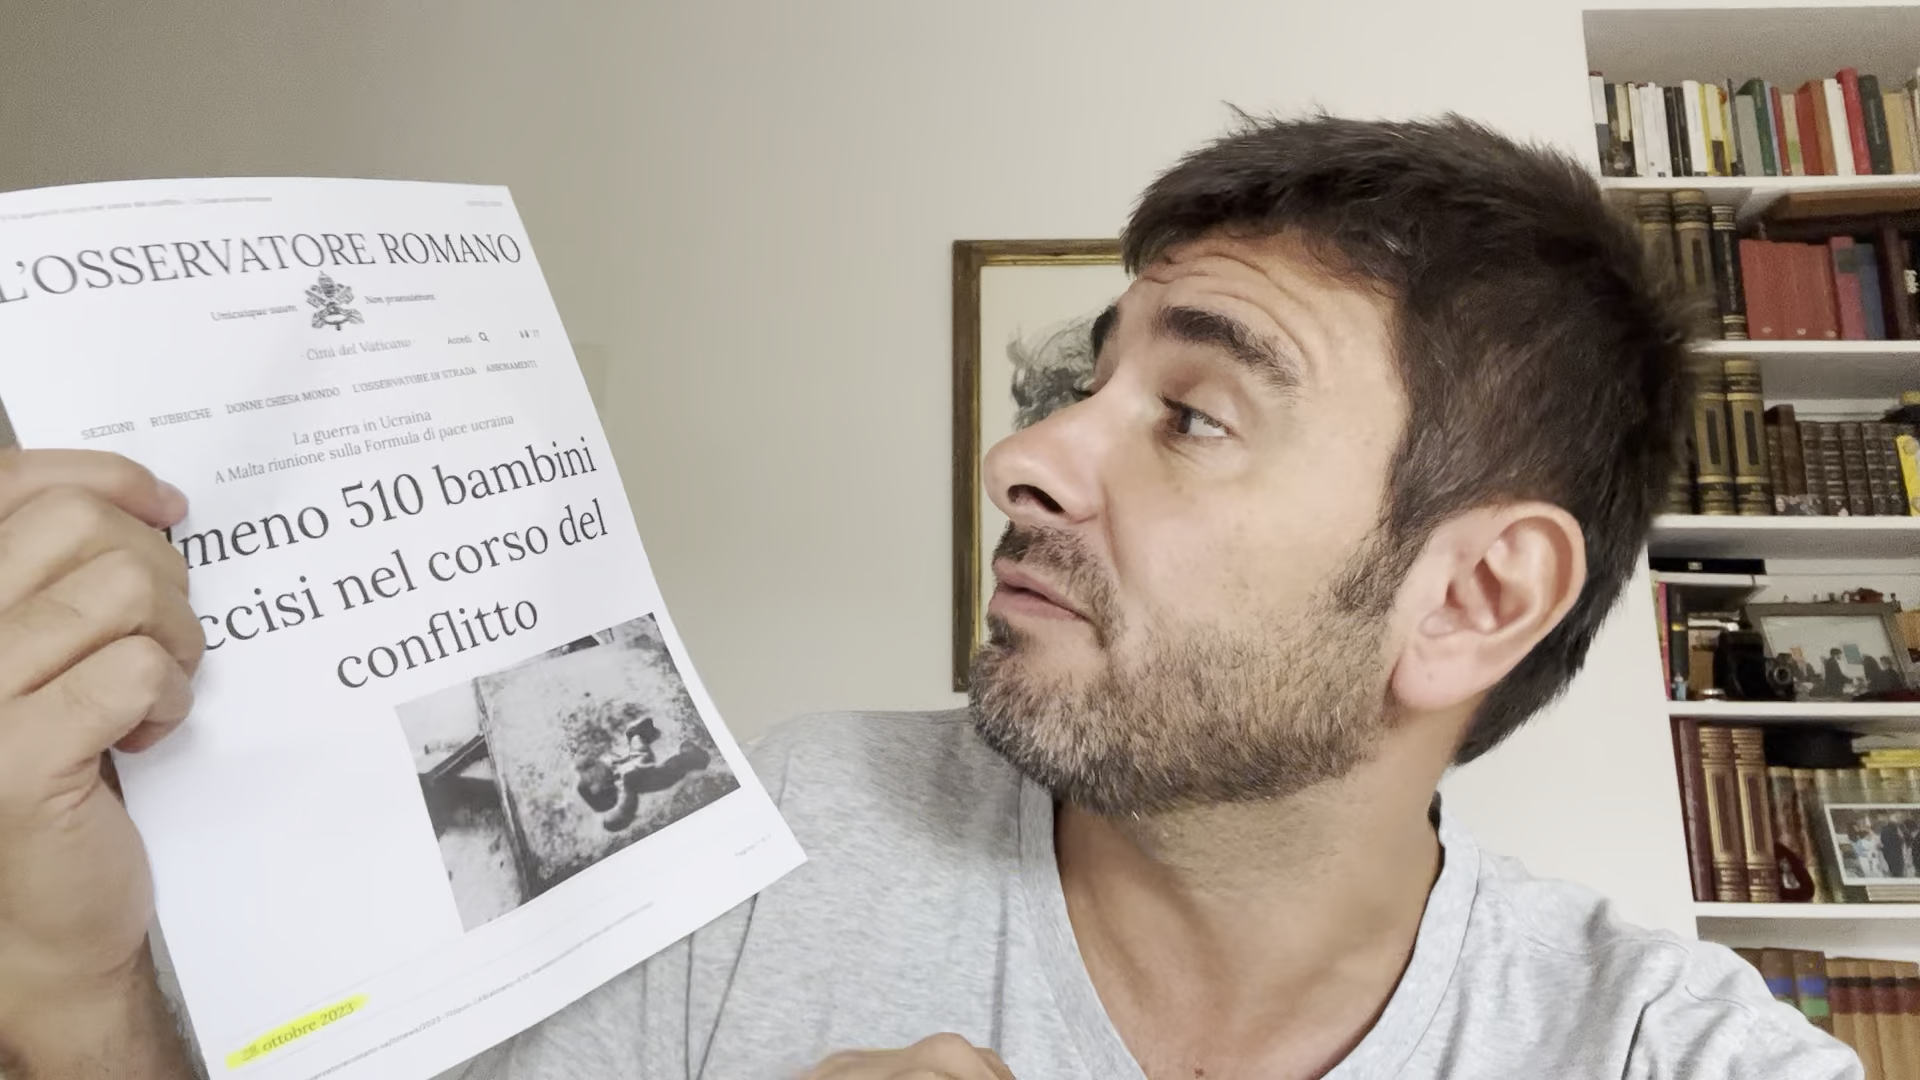 L'OSSERVATORE ROMANO
Unicuique suum Non praevalebunt
Città del Vaticano
Accedi
SEZIONI RUBRICHE DONNE CHIESA MONDO L'OSSERVATORE DI STRADA ABBONAMENTI
La guerra in Ucraina
A Malta riunione sulla Formula di pace ucraina
lmeno 510 bambini
ccisi nel corso del
conflitto
28 ottobre 2023